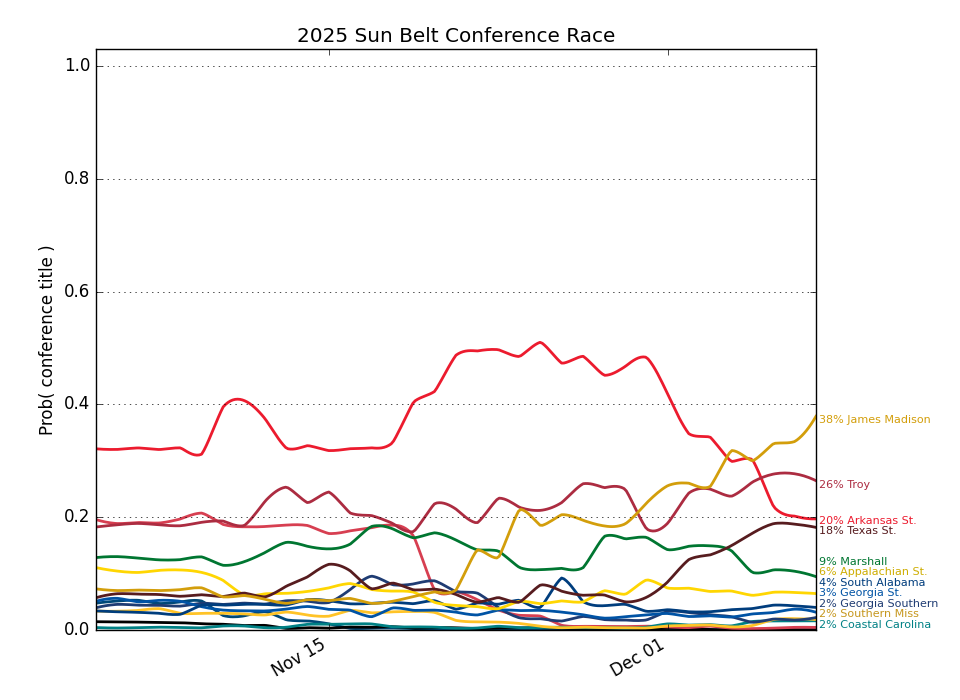 2025 Sun Belt Conference Race
Prob( conference title )
1.0
0.8
0.6
0.4
0.2
0.0
Nov 15
Dec 01
38% James Madison
26% Troy
20% Arkansas St.
18% Texas St.
9% Marshall
6% Appalachian St.
4% South Alabama
3% Georgia St.
2% Georgia Southern
2% Southern Miss
2% Coastal Carolina